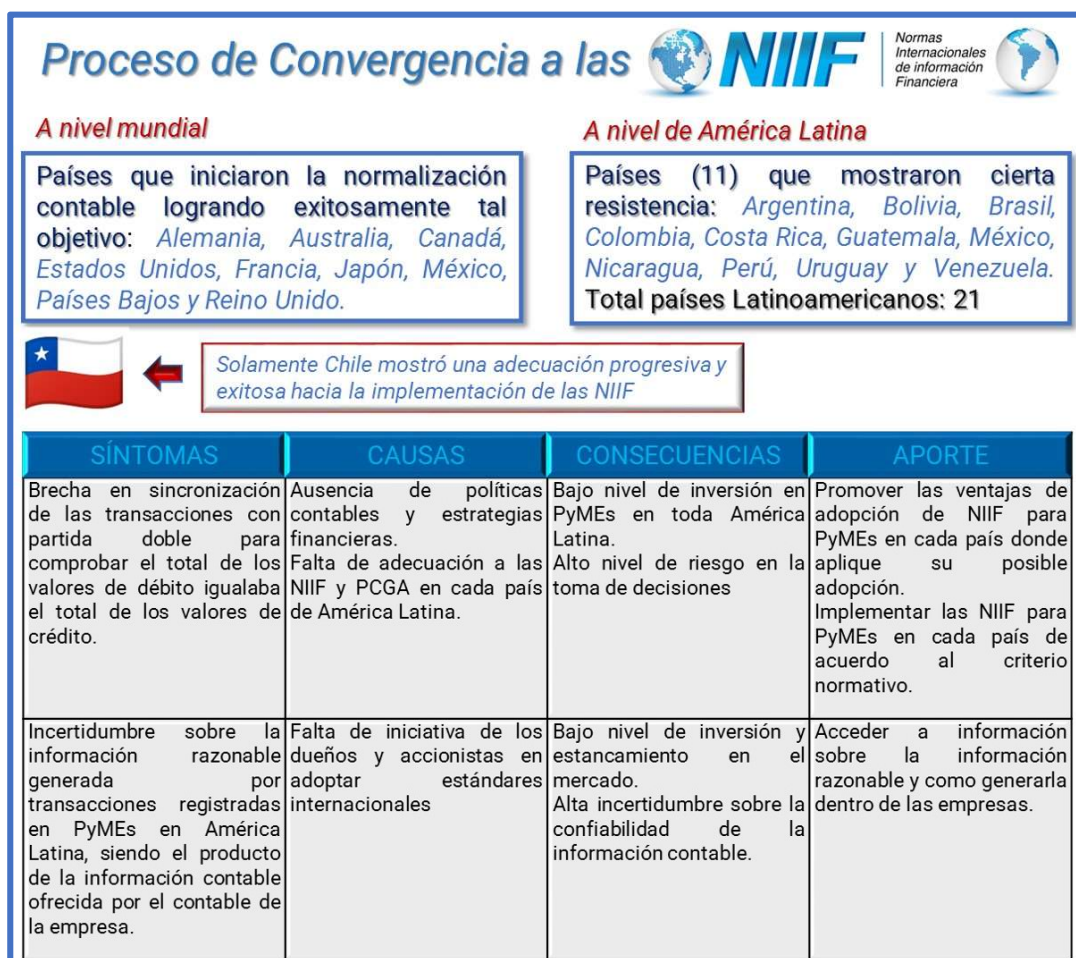 Proceso de Convergencia a las NIIF
Normas
Internacionales
de información
Financiera
A nivel mundial
Países que iniciaron la normalización
contable logrando exitosamente tal
objetivo: Alemania, Australia, Canadá,
Estados Unidos, Francia, Japón, México,
Países Bajos y Reino Unido.
A nivel de América Latina
Países (11) que mostraron cierta
resistencia: Argentina, Bolivia, Brasil,
Colombia, Costa Rica, Guatemala, México,
Nicaragua, Perú, Uruguay y Venezuela.
Total países Latinoamericanos: 21
Solamente Chile mostró una adecuación progresiva y
exitosa hacia la implementación de las NIIF
SÍNTOMAS
CAUSAS
CONSECUENCIAS
APORTE
Brecha en sincronización
de las transacciones con
partida doble para
comprobar el total de los
valores de débito igualaba
el total de los valores de
crédito.
Ausencia de políticas
contables y estrategias
financieras.
Falta de adecuación a las
NIIF y PCGA en cada país
de América Latina.
Bajo nivel de inversión en
PyMEs en toda América
Latina.
Alto nivel de riesgo en la
toma de decisiones
Promover las ventajas de
adopción de NIIF para
PyMEs en cada país donde
aplique su posible
adopción.
Implementar las NIIF para
PyMEs en cada país de
acuerdo al criterio
normativo.
Incertidumbre sobre la
información razonable
generada por
transacciones registradas
en PyMEs en América
Latina, siendo el producto
de la información contable
ofrecida por el contable de
la empresa.
Falta de iniciativa de los
dueños y accionistas en
adoptar estándares
internacionales
Bajo nivel de inversión y
estancamiento en el
mercado.
Alta incertidumbre sobre la
confiabilidad de la
información contable.
Acceder a información
sobre la información
razonable y como generarla
dentro de las empresas.